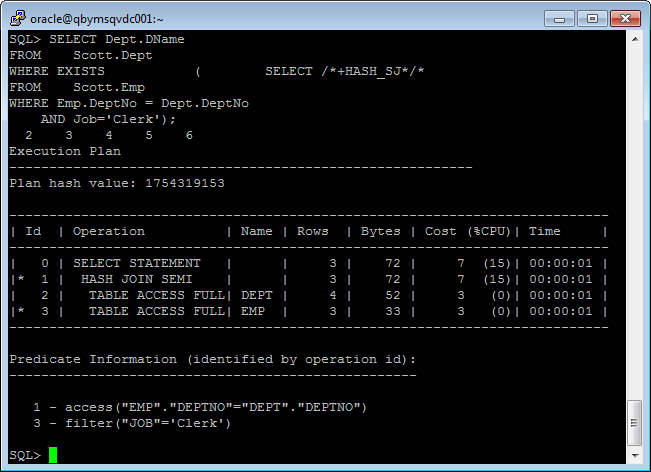 oracle@qbymsqvdc001:~
SQL> SELECT Dept.DName
FROM    Scott.Dept
WHERE EXISTS           (        SELECT /*+HASH_SJ*/*
FROM    Scott.Emp
WHERE Emp.DeptNo = Dept.DeptNo
    AND Job='Clerk');
  2    3    4    5    6
Execution Plan
----------------------------------------------------------
Plan hash value: 1754319153

---------------------------------------------------------------------------
| Id  | Operation          | Name | Rows  | Bytes | Cost (%CPU)| Time     |
---------------------------------------------------------------------------
|   0 | SELECT STATEMENT   |      |     3 |    72 |     7  (15)| 00:00:01 |
|*  1 |  HASH JOIN SEMI    |      |     3 |    72 |     7  (15)| 00:00:01 |
|   2 |   TABLE ACCESS FULL| DEPT |     4 |    52 |     3   (0)| 00:00:01 |
|*  3 |   TABLE ACCESS FULL| EMP  |     3 |    33 |     3   (0)| 00:00:01 |
---------------------------------------------------------------------------

Predicate Information (identified by operation id):
---------------------------------------------------

   1 - access("EMP"."DEPTNO"="DEPT"."DEPTNO")
   3 - filter("JOB"='Clerk')

SQL>